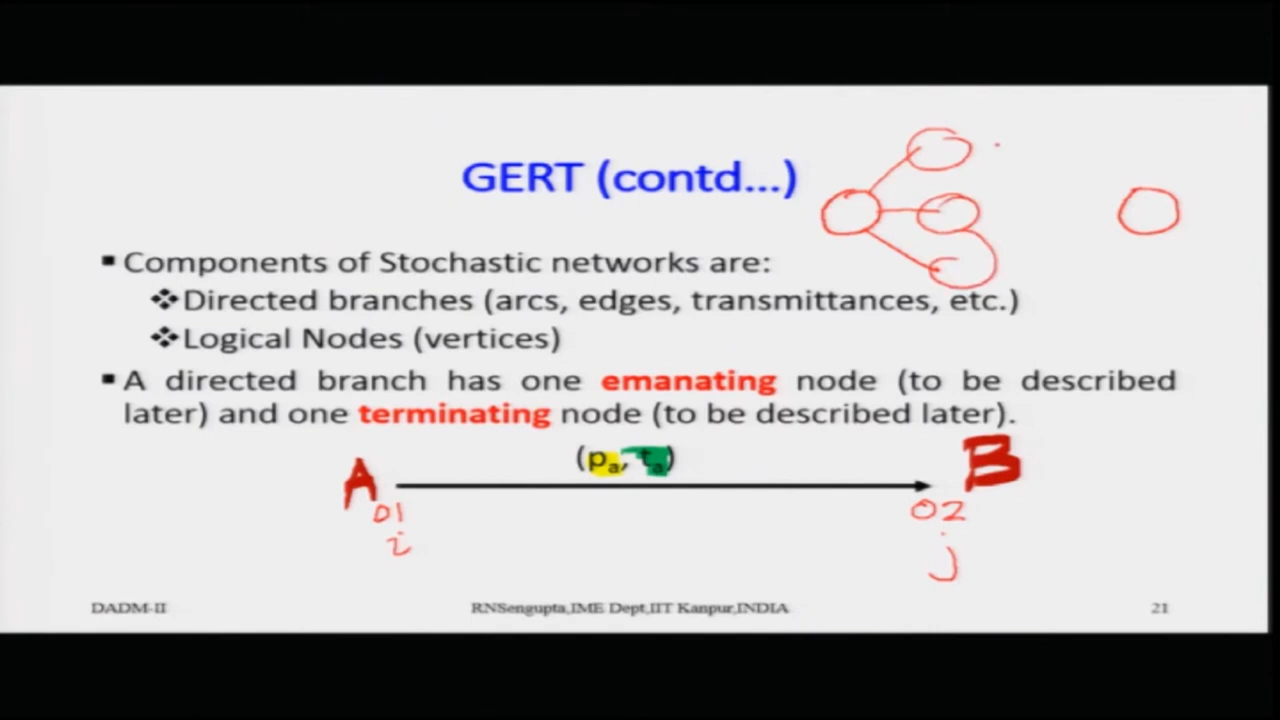 GERT (contd...)
▪ Components of Stochastic networks are:
❖Directed branches (arcs, edges, transmittances, etc.)
❖Logical Nodes (vertices)
▪ A directed branch has one emanating node (to be described
later) and one terminating node (to be described later).
(pa, ta)
A B
01 02
i j
DADM-II RNSengupta,IME Dept,IIT Kanpur,INDIA 21